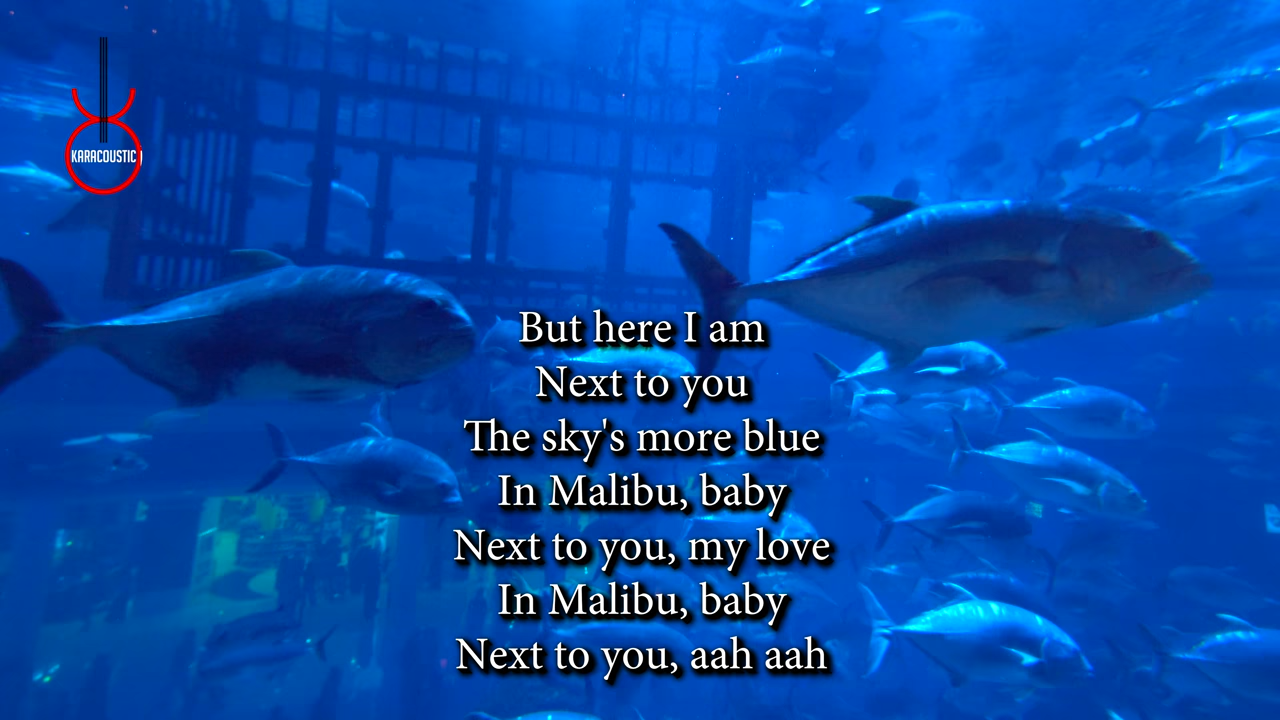 KARACOUSTIC
But here I am
Next to you
The sky's more blue
In Malibu, baby
Next to you, my love
In Malibu, baby
Next to you, aah aah